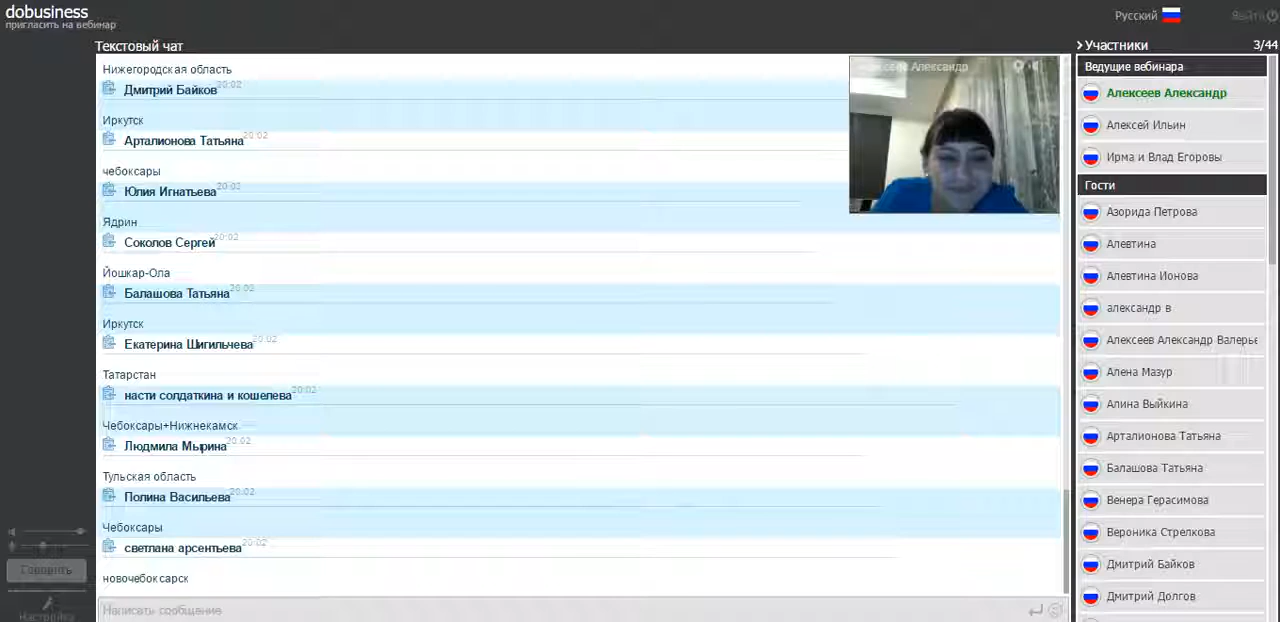 dobusiness
пригласить на вебинар
Русский
Выйти
Текстовый чат
Нижегородская область
Дмитрий Байков 20:02
Иркутск
Арталионова Татьяна 20:02
чебоксары
Юлия Игнатьева 20:02
Ядрин
Соколов Сергей 20:02
Йошкар-Ола
Балашова Татьяна 20:02
Иркутск
Екатерина Шигильчева 20:02
Татарстан
насти солдаткина и кошелева 20:02
Чебоксары+Нижнекамск
Людмила Мырина 20:02
Тульская область
Полина Васильева 20:02
Чебоксары
светлана арсентьева 20:02
новочебоксарск
Написать сообщение
Александр
Участники 3/44
Ведущие вебинара
Алексеев Александр
Алексей Ильин
Ирма и Влад Егоровы
Гости
Азорида Петрова
Алевтина
Алевтина Ионова
александр в
Алексеев Александр Валерье
Алена Мазур
Алина Выйкина
Арталионова Татьяна
Балашова Татьяна
Венера Герасимова
Вероника Стрелкова
Дмитрий Байков
Дмитрий Долгов
Говорить
Настройка